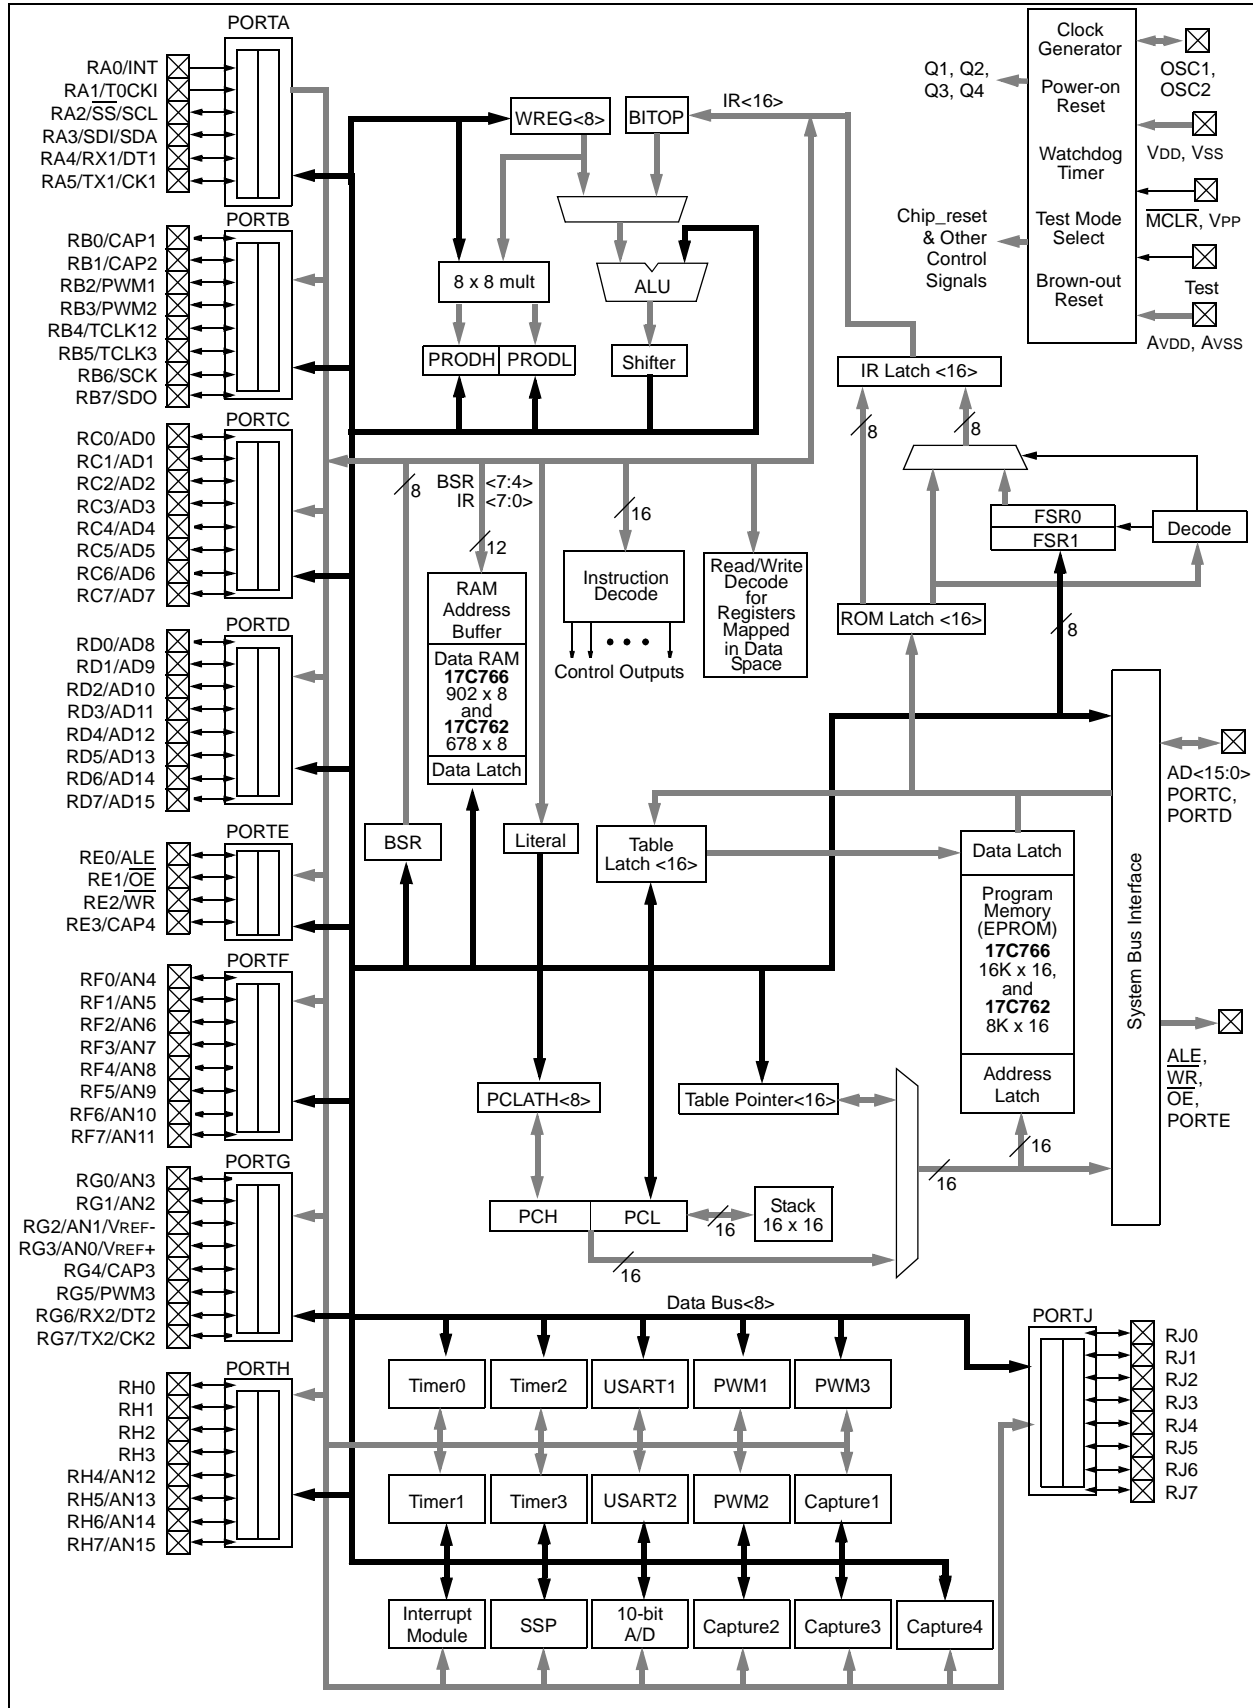 PORTA
RA0/INT
RA1/T0CKI
RA2/SS/SCL
RA3/SDI/SDA
RA4/RX1/DT1
RA5/TX1/CK1
PORTB
RB0/CAP1
RB1/CAP2
RB2/PWM1
RB3/PWM2
RB4/TCLK12
RB5/TCLK3
RB6/SCK
RB7/SDO
PORTC
RC0/AD0
RC1/AD1
RC2/AD2
RC3/AD3
RC4/AD4
RC5/AD5
RC6/AD6
RC7/AD7
PORTD
RD0/AD8
RD1/AD9
RD2/AD10
RD3/AD11
RD4/AD12
RD5/AD13
RD6/AD14
RD7/AD15
PORTE
RE0/ALE
RE1/OE
RE2/WR
RE3/CAP4
PORTF
RF0/AN4
RF1/AN5
RF2/AN6
RF3/AN7
RF4/AN8
RF5/AN9
RF6/AN10
RF7/AN11
PORTG
RG0/AN3
RG1/AN2
RG2/AN1/VREF-
RG3/AN0/VREF+
RG4/CAP3
RG5/PWM3
RG6/RX2/DT2
RG7/TX2/CK2
PORTH
RH0
RH1
RH2
RH3
RH4/AN12
RH5/AN13
RH6/AN14
RH7/AN15
WREG<8>
BITOP
IR<16>
8 x 8 mult
ALU
PRODH
PRODL
Shifter
Q1, Q2,
Q3, Q4
Chip_reset
& Other
Control
Signals
Clock
Generator
Power-on
Reset
Watchdog
Timer
Test Mode
Select
Brown-out
Reset
OSC1,
OSC2
VDD, VSS
MCLR, VPP
Test
AVDD, AVSS
IR Latch <16>
8
8
FSR0
FSR1
Decode
ROM Latch <16>
8
8
BSR <7:4>
IR <7:0>
12
16
RAM
Address
Buffer
Data RAM
17C766
902 x 8
and
17C762
678 x 8
Data Latch
Instruction
Decode
Control Outputs
Read/Write
Decode
for
Registers
Mapped
in Data
Space
BSR
Literal
Table
Latch <16>
Data Latch
Program
Memory
(EPROM)
17C766
16K x 16,
and
17C762
8K x 16
Address
Latch
System Bus Interface
AD<15:0>
PORTC,
PORTD
ALE,
WR,
OE,
PORTE
PCLATH<8>
Table Pointer<16>
16
16
PCH
PCL
16
Stack
16 x 16
16
Data Bus<8>
Timer0
Timer2
USART1
PWM1
PWM3
Timer1
Timer3
USART2
PWM2
Capture1
Interrupt
Module
SSP
10-bit
A/D
Capture2
Capture3
Capture4
PORTJ
RJ0
RJ1
RJ2
RJ3
RJ4
RJ5
RJ6
RJ7